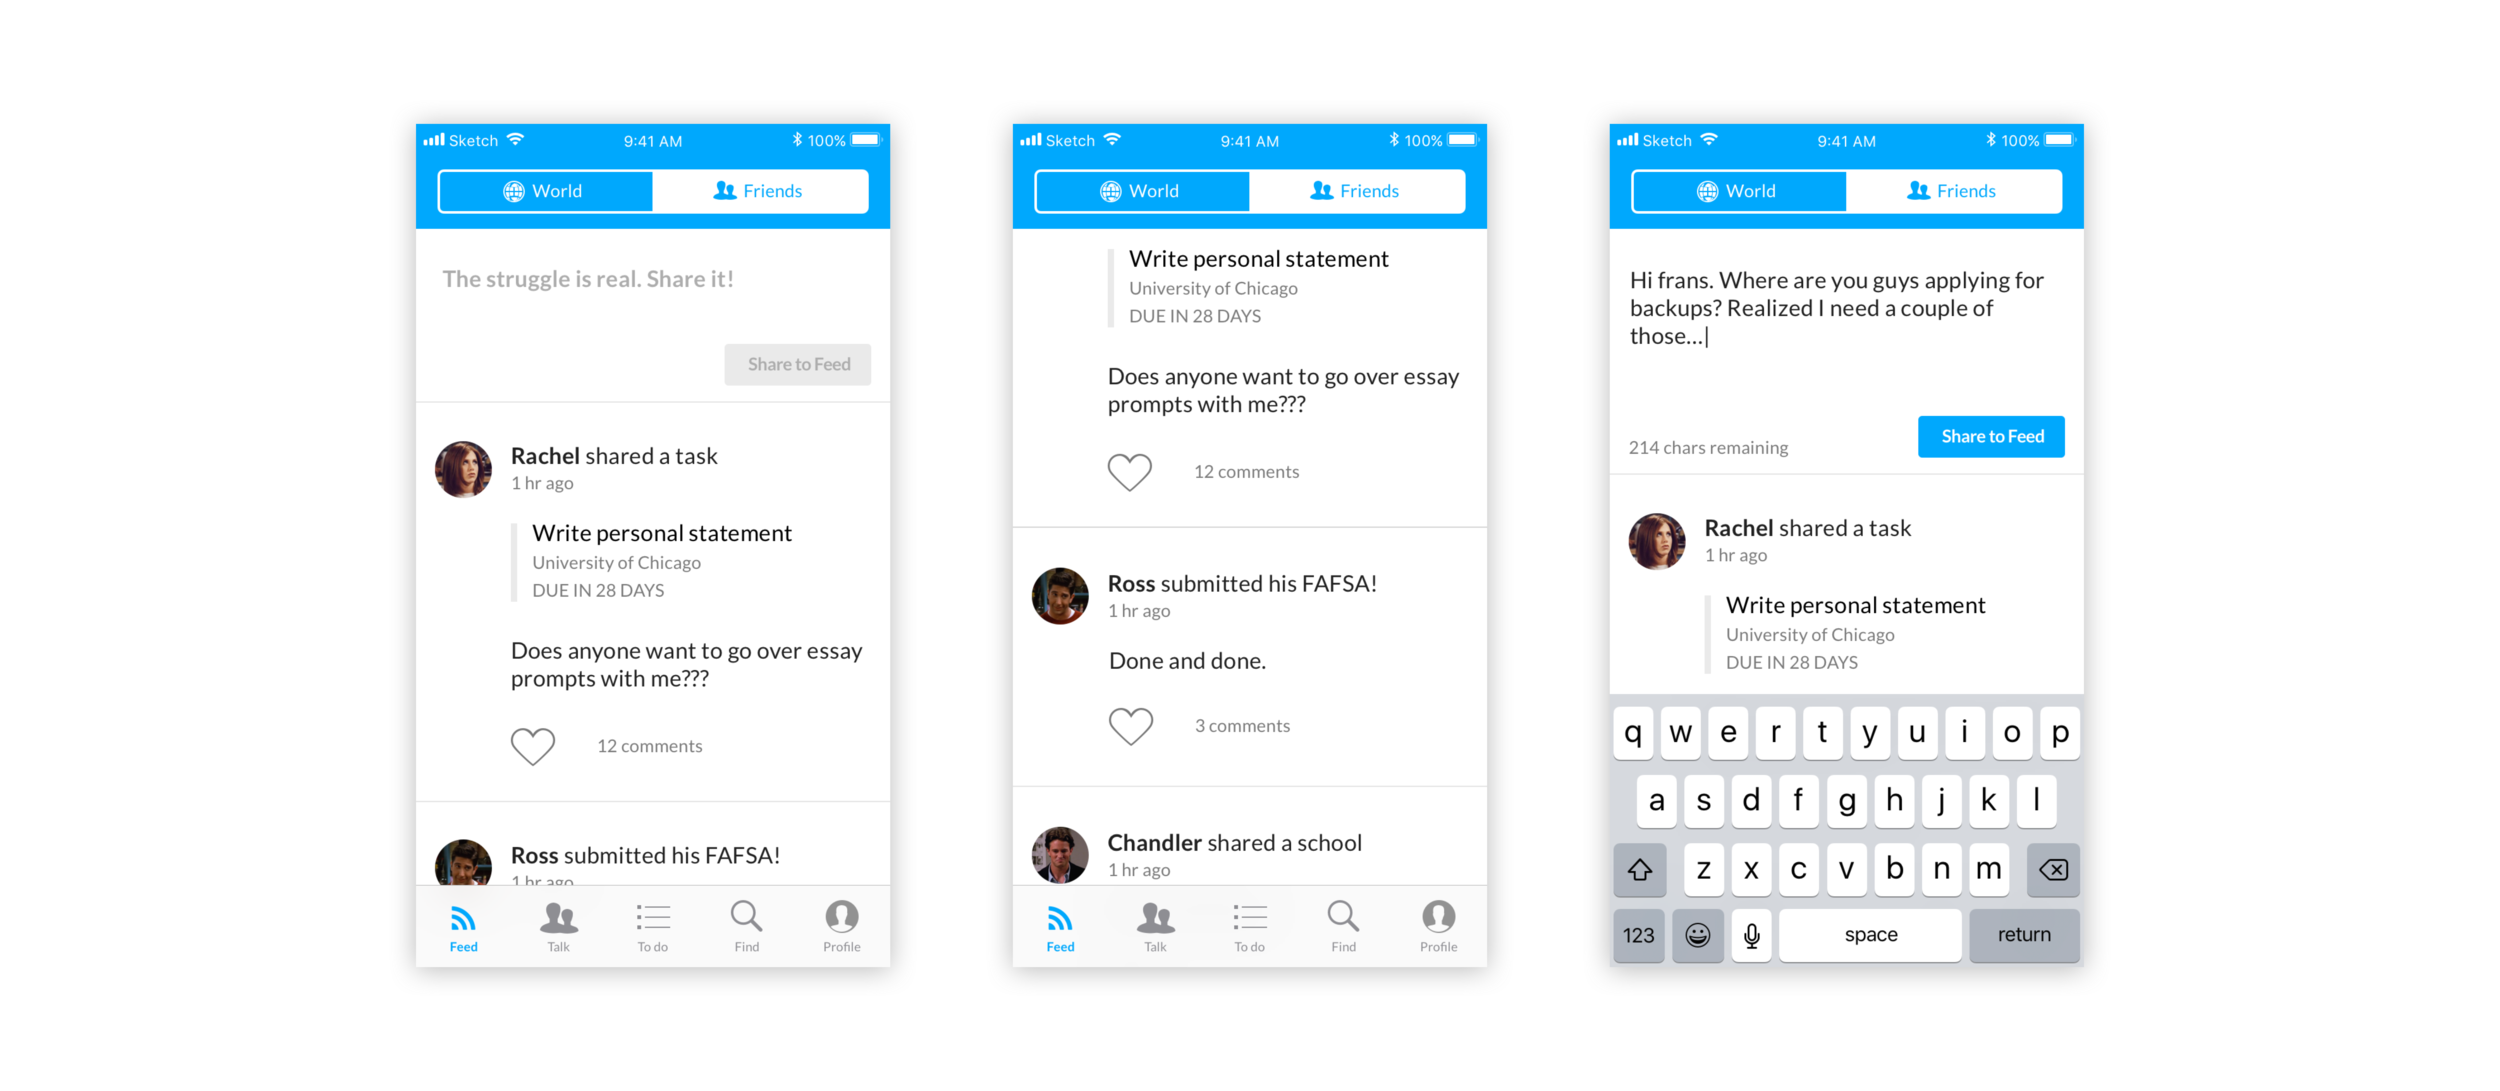 Sketch 9:41 AM 100%
World Friends
The struggle is real. Share it!
Share to Feed
Rachel shared a task
1 hr ago
Write personal statement
University of Chicago
DUE IN 28 DAYS
Does anyone want to go over essay
prompts with me???
12 comments
Ross submitted his FAFSA!
1 hr ago
Feed Talk To do Find Profile
Sketch 9:41 AM 100%
World Friends
Write personal statement
University of Chicago
DUE IN 28 DAYS
Does anyone want to go over essay
prompts with me???
12 comments
Ross submitted his FAFSA!
1 hr ago
Done and done.
3 comments
Chandler shared a school
1 hr ago
Feed Talk To do Find Profile
Sketch 9:41 AM 100%
World Friends
Hi frans. Where are you guys applying for
backups? Realized I need a couple of
those...|
214 chars remaining Share to Feed
Rachel shared a task
1 hr ago
Write personal statement
University of Chicago
DUE IN 28 DAYS
q w e r t y u i o p
a s d f g h j k l
z x c v b n m
123 space return